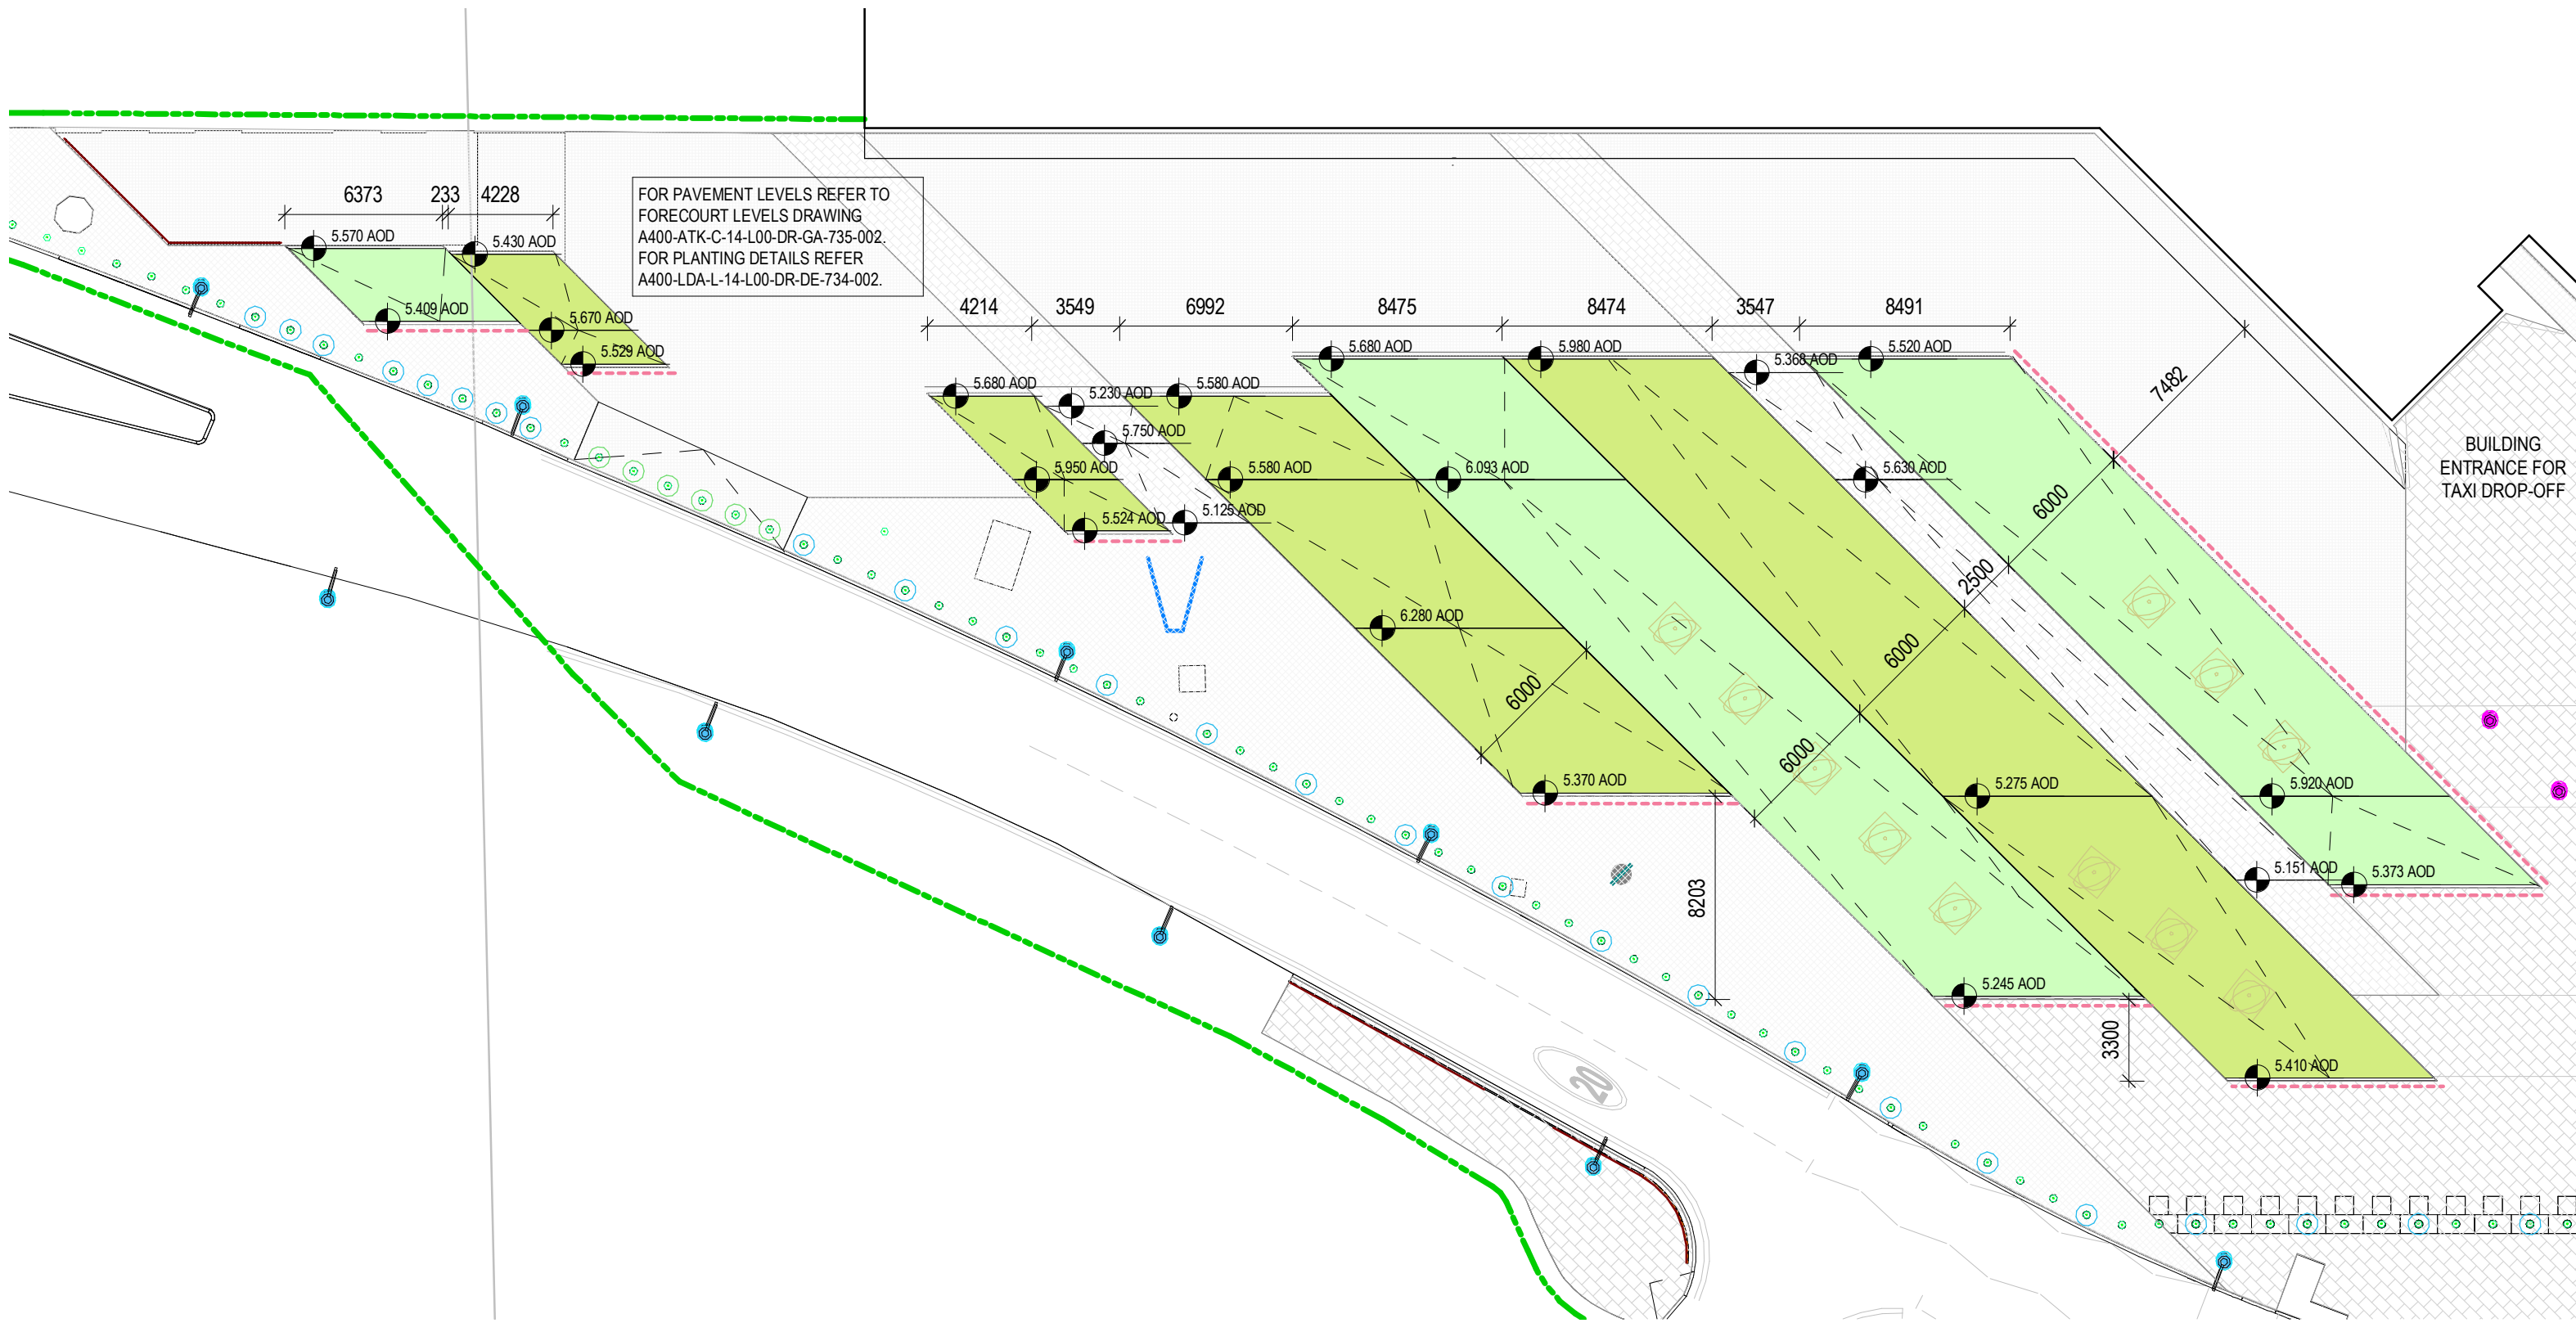 6373
233
4228
FOR PAVEMENT LEVELS REFER TO
FORECOURT LEVELS DRAWING
A400-ATK-C-14-L00-DR-GA-735-002.
FOR PLANTING DETAILS REFER
A400-LDA-L-14-L00-DR-DE-734-002.
5.570 AOD
5.430 AOD
5.409 AOD
5.670 AOD
5.529 AOD
4214
3549
6992
8475
8474
3547
8491
5.680 AOD
5.980 AOD
5.368 AOD
5.520 AOD
7482
5.680 AOD
5.230 AOD
5.580 AOD
5.750 AOD
5.950 AOD
5.580 AOD
6.093 AOD
5.630 AOD
6000
BUILDING
ENTRANCE FOR
TAXI DROP-OFF
5.524 AOD
5.125 AOD
2500
6.280 AOD
6000
6000
6000
5.370 AOD
5.275 AOD
5.920 AOD
8203
5.151 AOD
5.373 AOD
5.245 AOD
3300
5.410 AOD
20